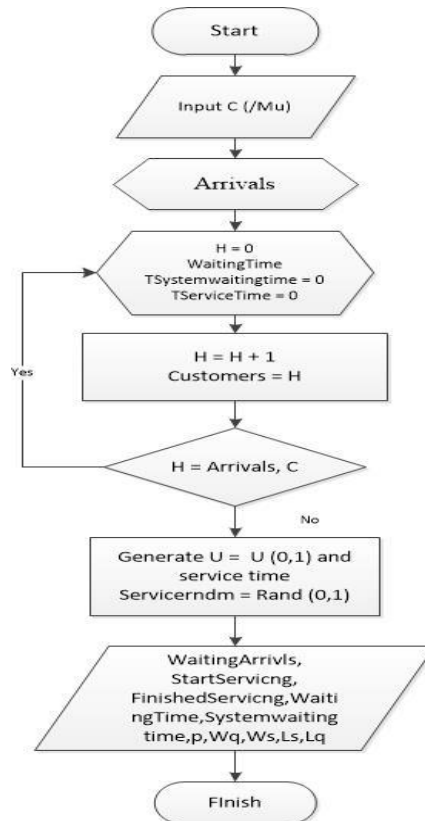 Start
Input C (/Mu)
Arrivals
H = 0
WaitingTime
TSystemwaitingtime = 0
TServiceTime = 0
H = H + 1
Customers = H
Yes
H = Arrivals, C
No
Generate U = U (0,1) and
service time
Servicerndm = Rand (0,1)
WaitingArrivls,
StartServicng,
FinishedServicng,Waiti
ngTime,Systemwaiting
time,p,Wq,Ws,Ls,Lq
FInish